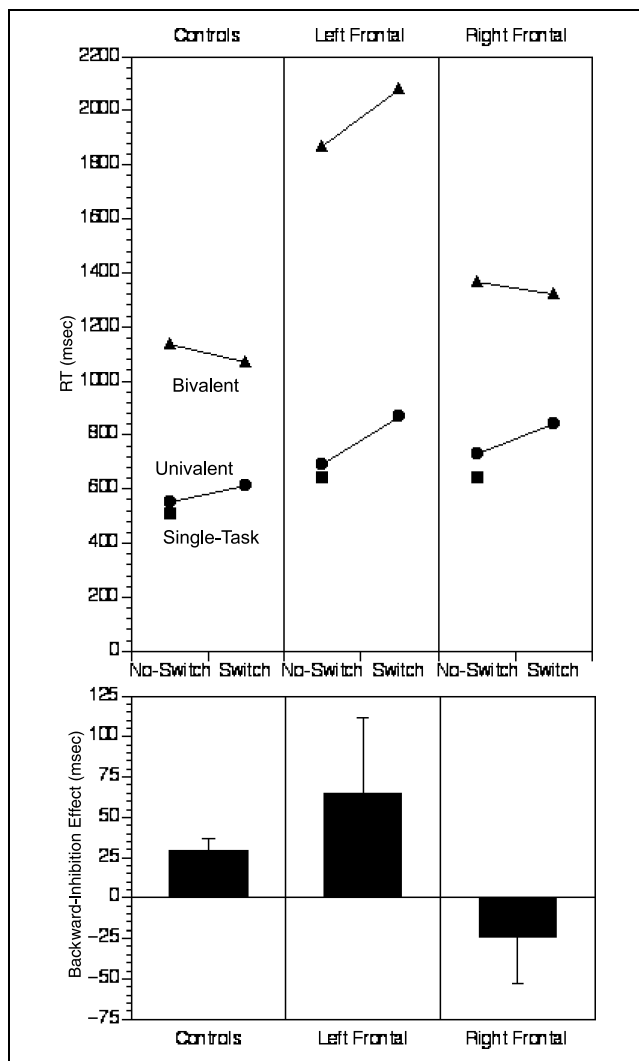 Controls Left Frontal Right Frontal
2200
2000
1800
1600
1400
1200
1000
800
600
400
200
0
RT (msec)
Bivalent
Univalent
Single-Task
No-Switch Switch No-Switch Switch No-Switch Switch
125
100
75
50
25
0
-25
-50
-75
Backward-Inhibition Effect (msec)
Controls Left Frontal Right Frontal